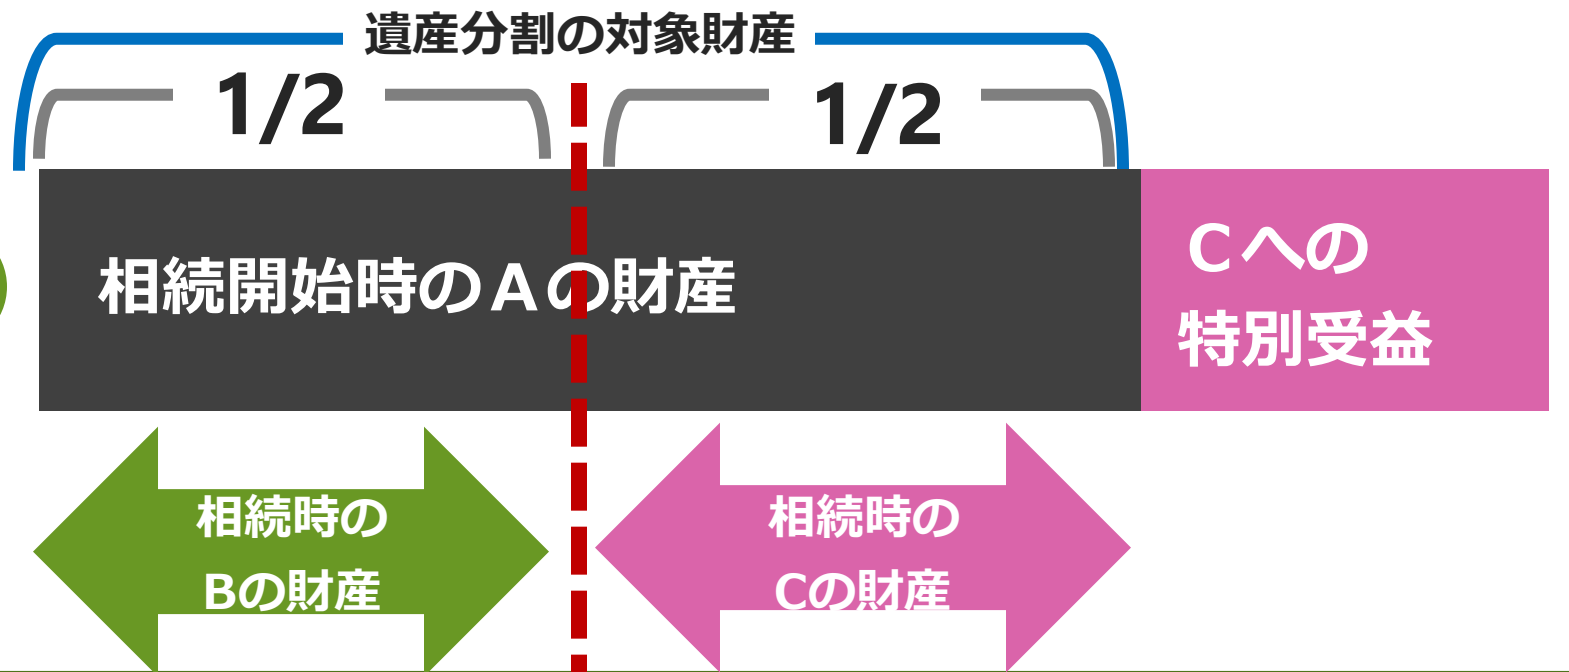 遺産分割の対象財産
1/2
1/2
相続開始時のAの財産
Cへの
特別受益
相続時の
Bの財産
相続時の
Cの財産